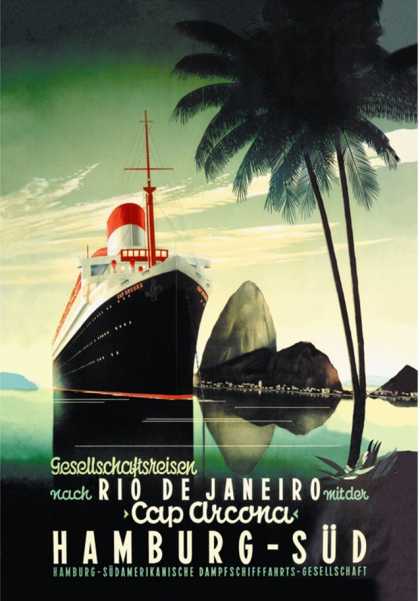 Gesellschaftsreisen
nach RIO DE JANEIRO mit der
›Cap Arcona‹
HAMBURG-SÜD
HAMBURG-SÜDAMERIKANISCHE DAMPFSCHIFFFAHRTS-GESELLSCHAFT